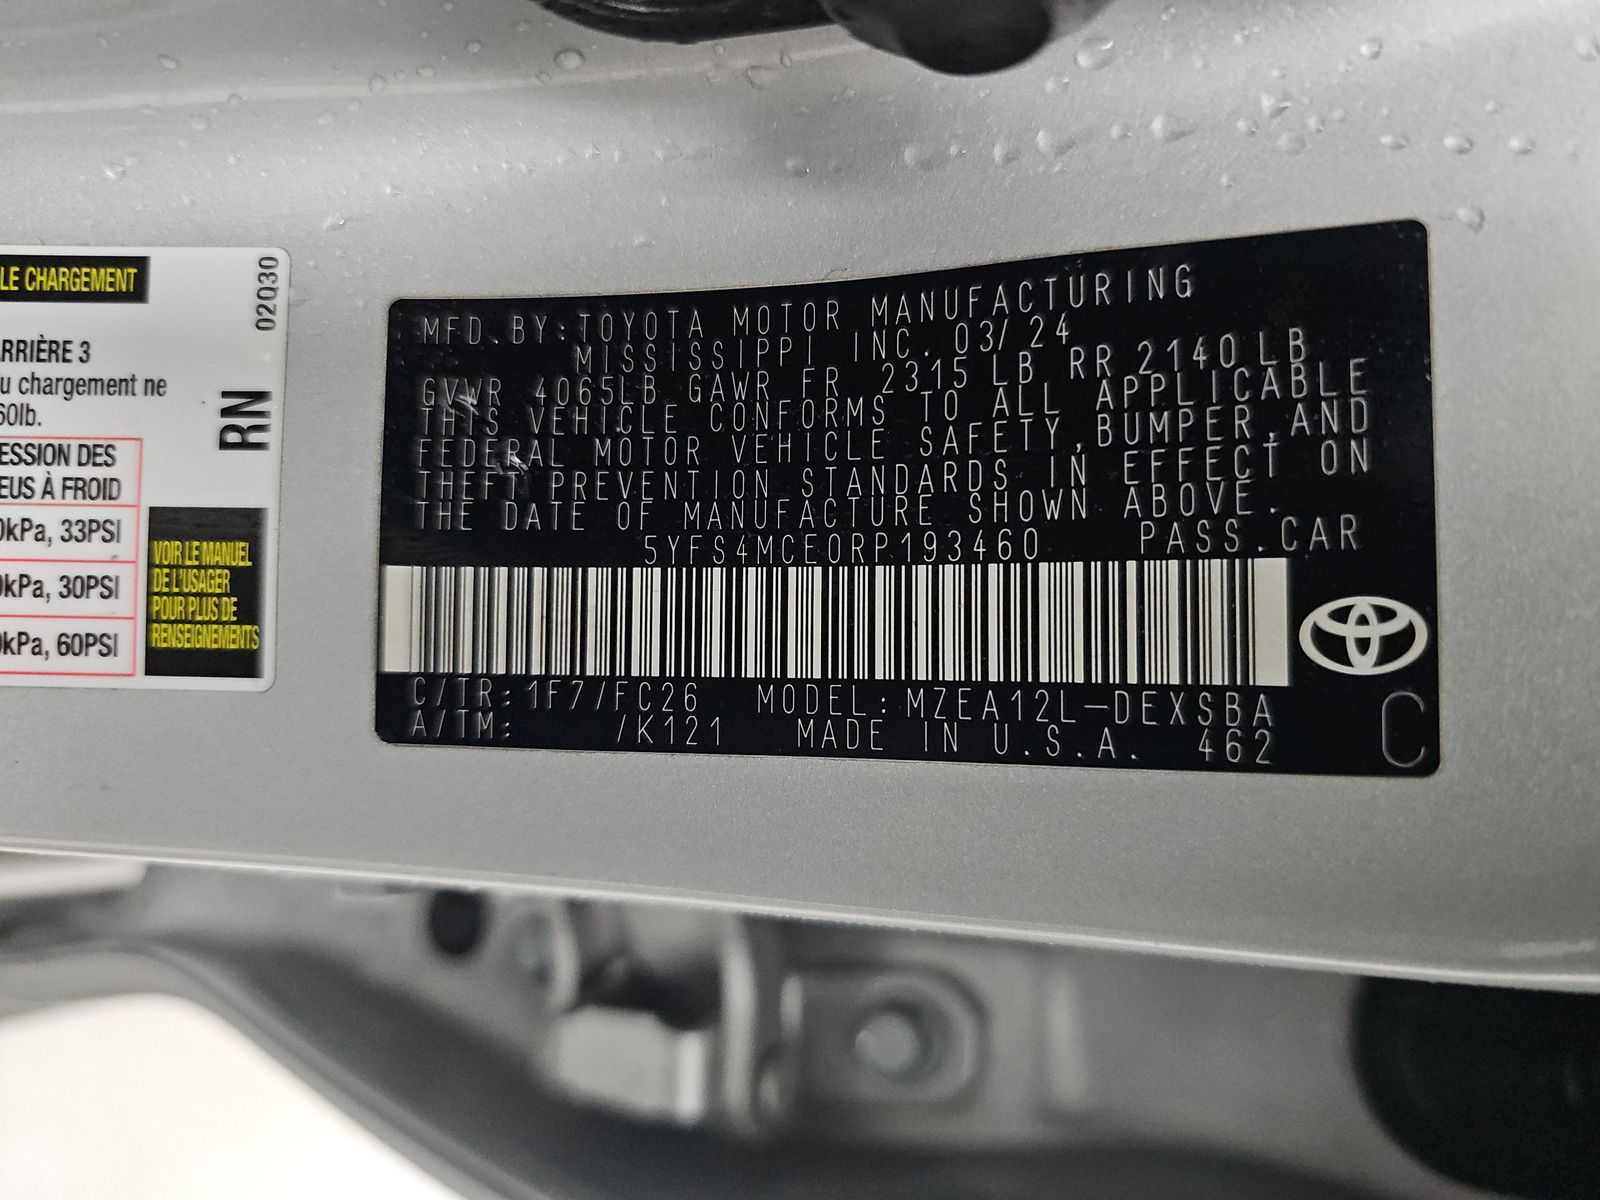 LE CHARGEMENT
02Q30
RRIÈRE 3
u chargement ne
60lb.
RN
ESSION DES
EUS À FROID
0kPa, 33PSI
0kPa, 30PSI
0kPa, 60PSI
VOIR LE MANUEL
DE L'USAGER
POUR PLUS DE
RENSEIGNEMENTS
MFD.BY:TOYOTA MOTOR MANUFACTURING
MISSISSIPPI INC. 03/24
GVWR 4065LB GAWR FR 2315 LB RR 2140LB
THIS VEHICLE CONFORMS TO ALL APPLICABLE
FEDERAL MOTOR VEHICLE SAFETY,BUMPER,AND
THEFT PREVENTION STANDARDS IN EFFECT ON
THE DATE OF MANUFACTURE SHOWN ABOVE.
5YFS4MCE0RP193460 PASS.CAR
C/TR:1F7/FC26 MODEL:MZEA12L-DEXSBA
A/TM: /K121 MADE IN U.S.A. 462
C